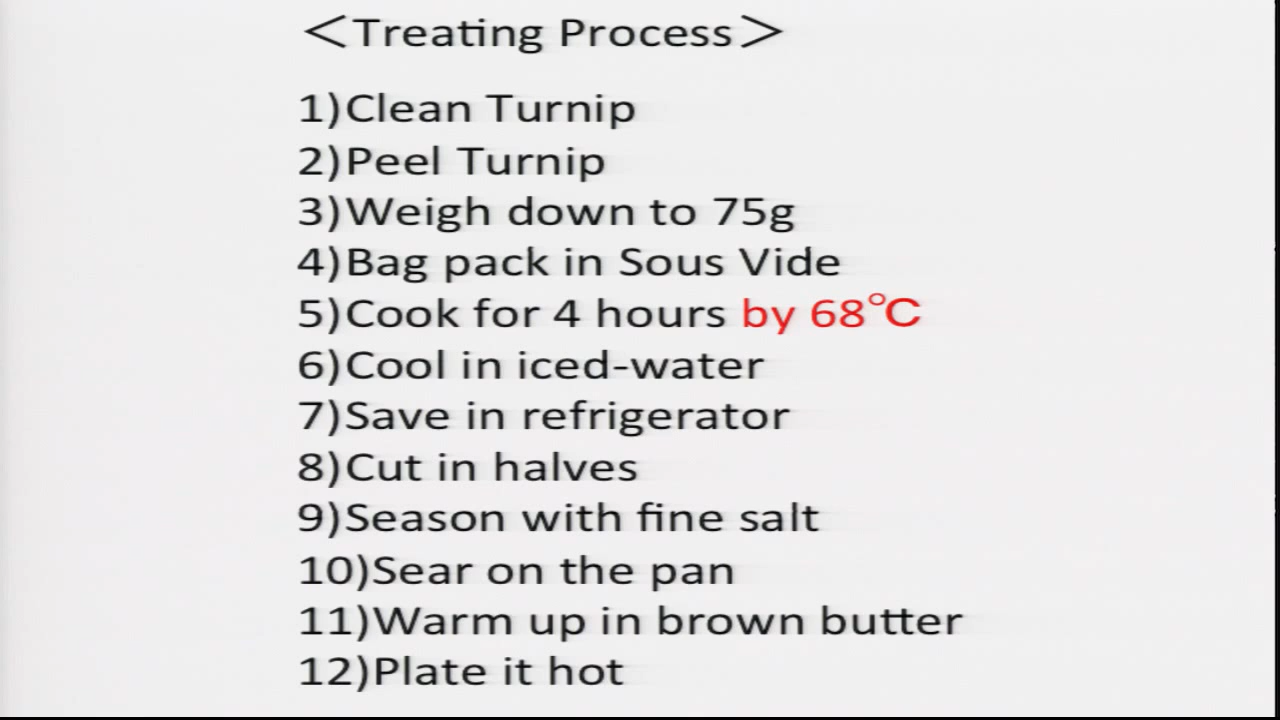 ＜Treating Process＞
1)Clean Turnip
2)Peel Turnip
3)Weigh down to 75g
4)Bag pack in Sous Vide
5)Cook for 4 hours by 68℃
6)Cool in iced-water
7)Save in refrigerator
8)Cut in halves
9)Season with fine salt
10)Sear on the pan
11)Warm up in brown butter
12)Plate it hot